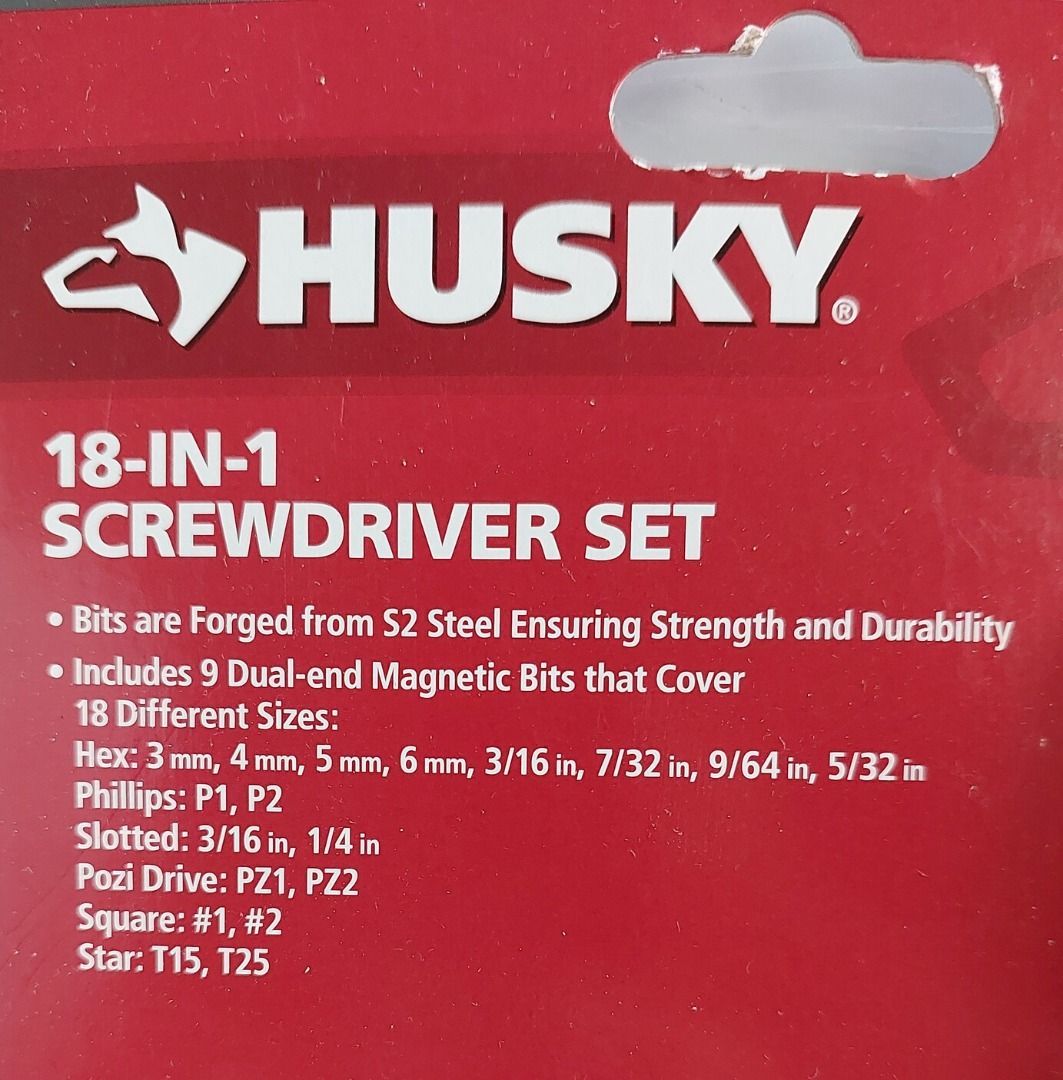 HUSKY®
18-IN-1
SCREWDRIVER SET
• Bits are Forged from S2 Steel Ensuring Strength and Durability
• Includes 9 Dual-end Magnetic Bits that Cover
18 Different Sizes:
Hex: 3 mm, 4 mm, 5 mm, 6 mm, 3/16 in, 7/32 in, 9/64 in, 5/32 in
Phillips: P1, P2
Slotted: 3/16 in, 1/4 in
Pozi Drive: PZ1, PZ2
Square: #1, #2
Star: T15, T25